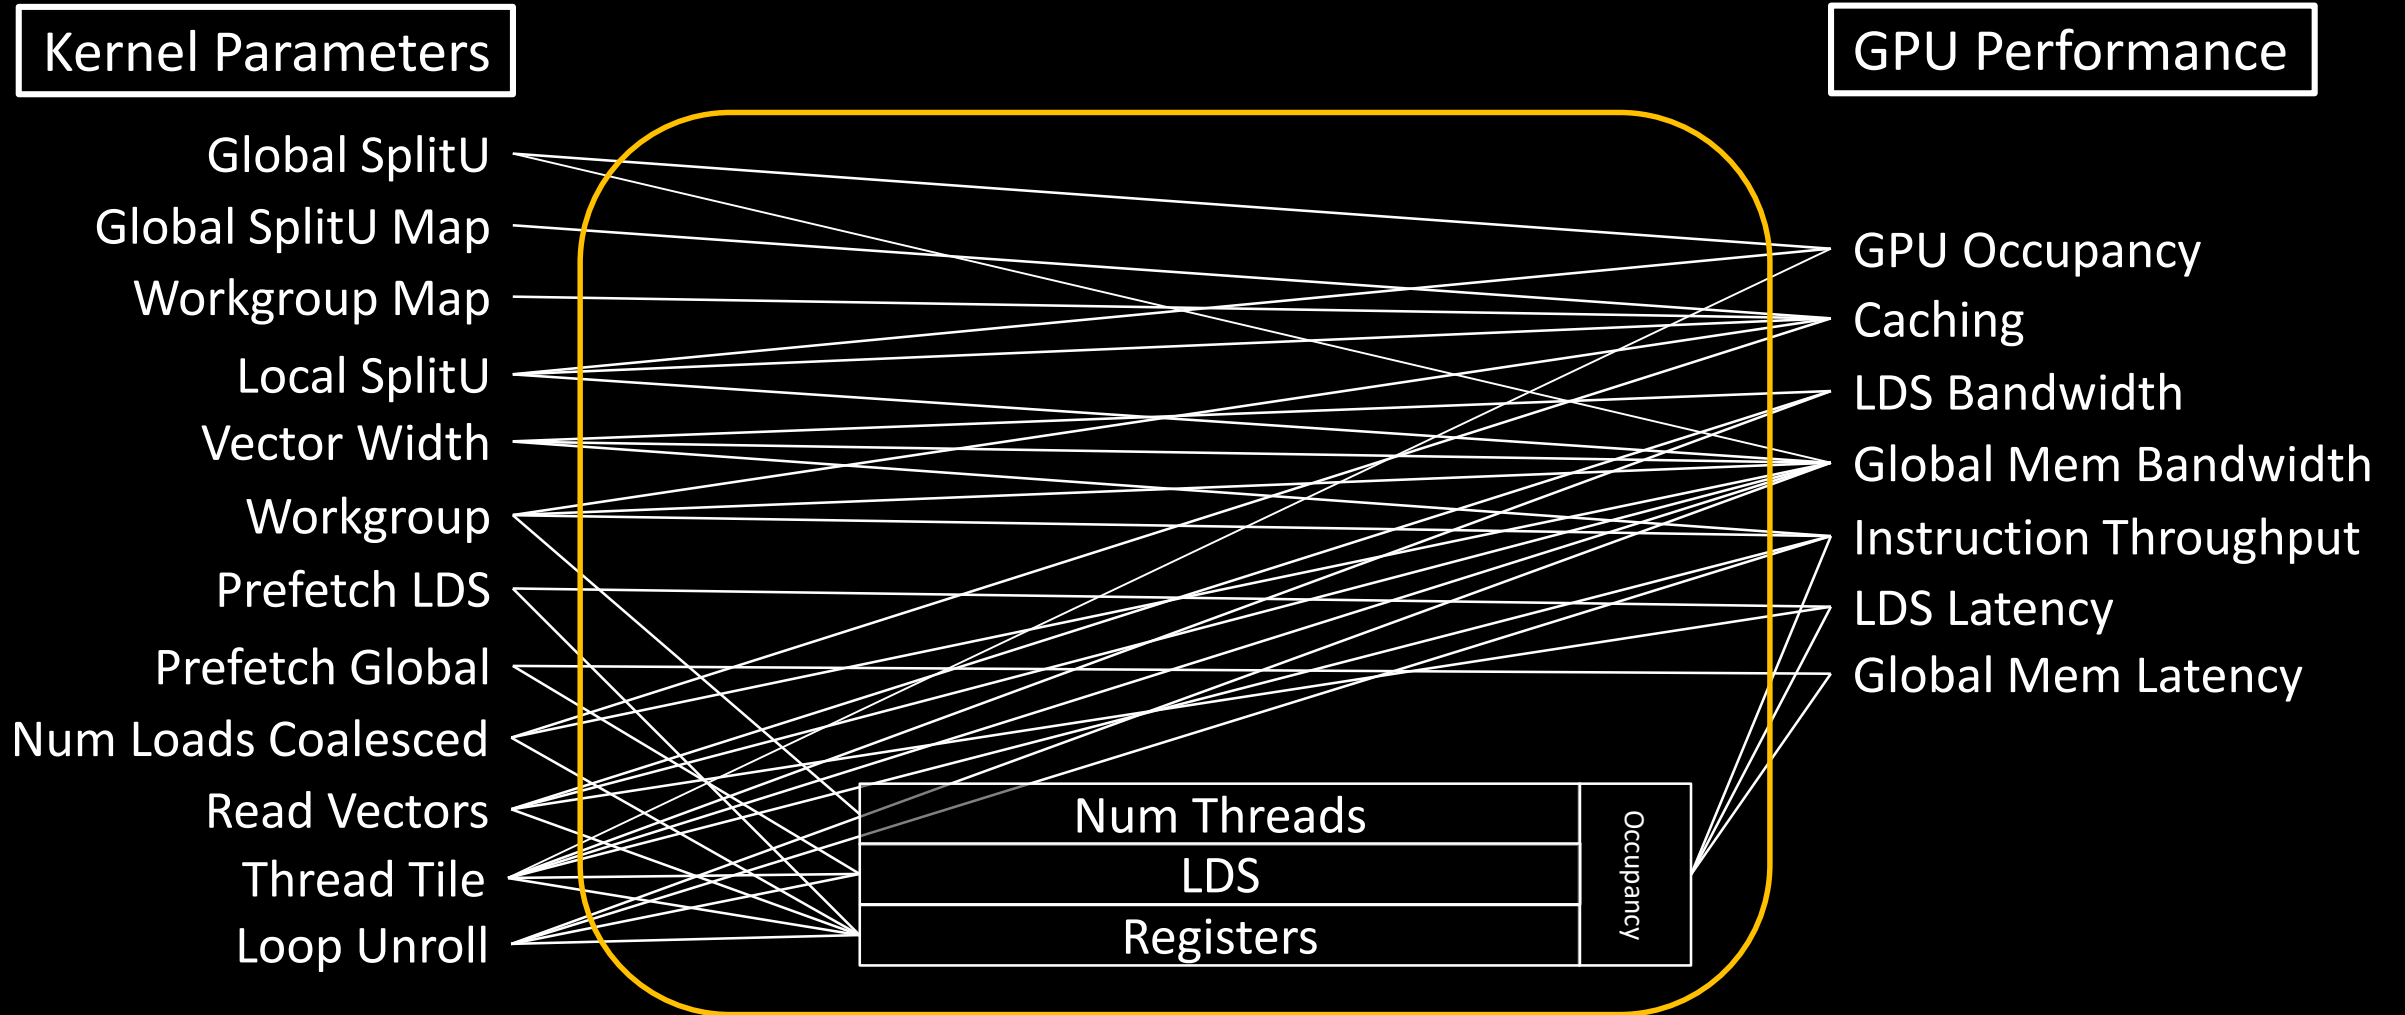 Kernel Parameters
Global SplitU
Global SplitU Map
Workgroup Map
Local SplitU
Vector Width
Workgroup
Prefetch LDS
Prefetch Global
Num Loads Coalesced
Read Vectors
Thread Tile
Loop Unroll
Num Threads
LDS
Registers
Occupancy
GPU Performance
GPU Occupancy
Caching
LDS Bandwidth
Global Mem Bandwidth
Instruction Throughput
LDS Latency
Global Mem Latency